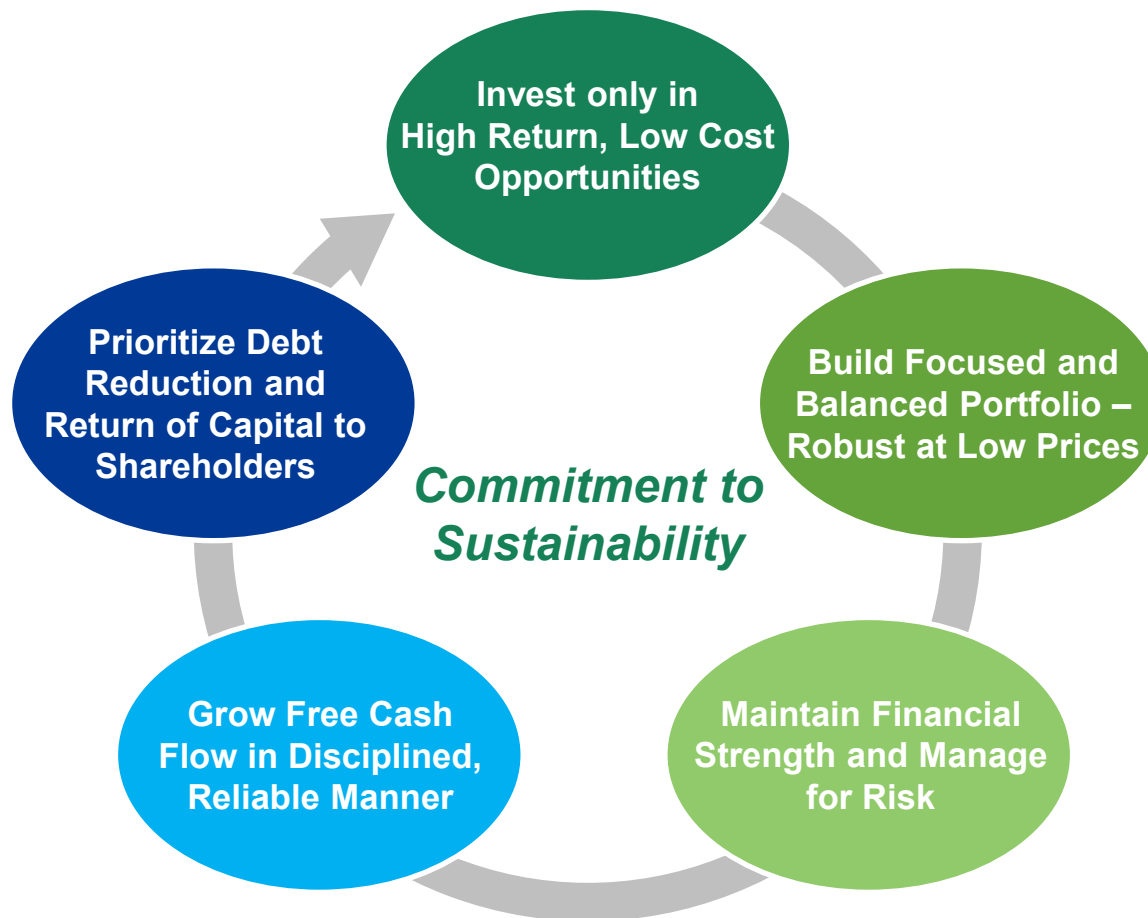 Invest only in
High Return, Low Cost
Opportunities
Build Focused and
Balanced Portfolio –
Robust at Low Prices
Maintain Financial
Strength and Manage
for Risk
Grow Free Cash
Flow in Disciplined,
Reliable Manner
Prioritize Debt
Reduction and
Return of Capital to
Shareholders
Commitment to
Sustainability